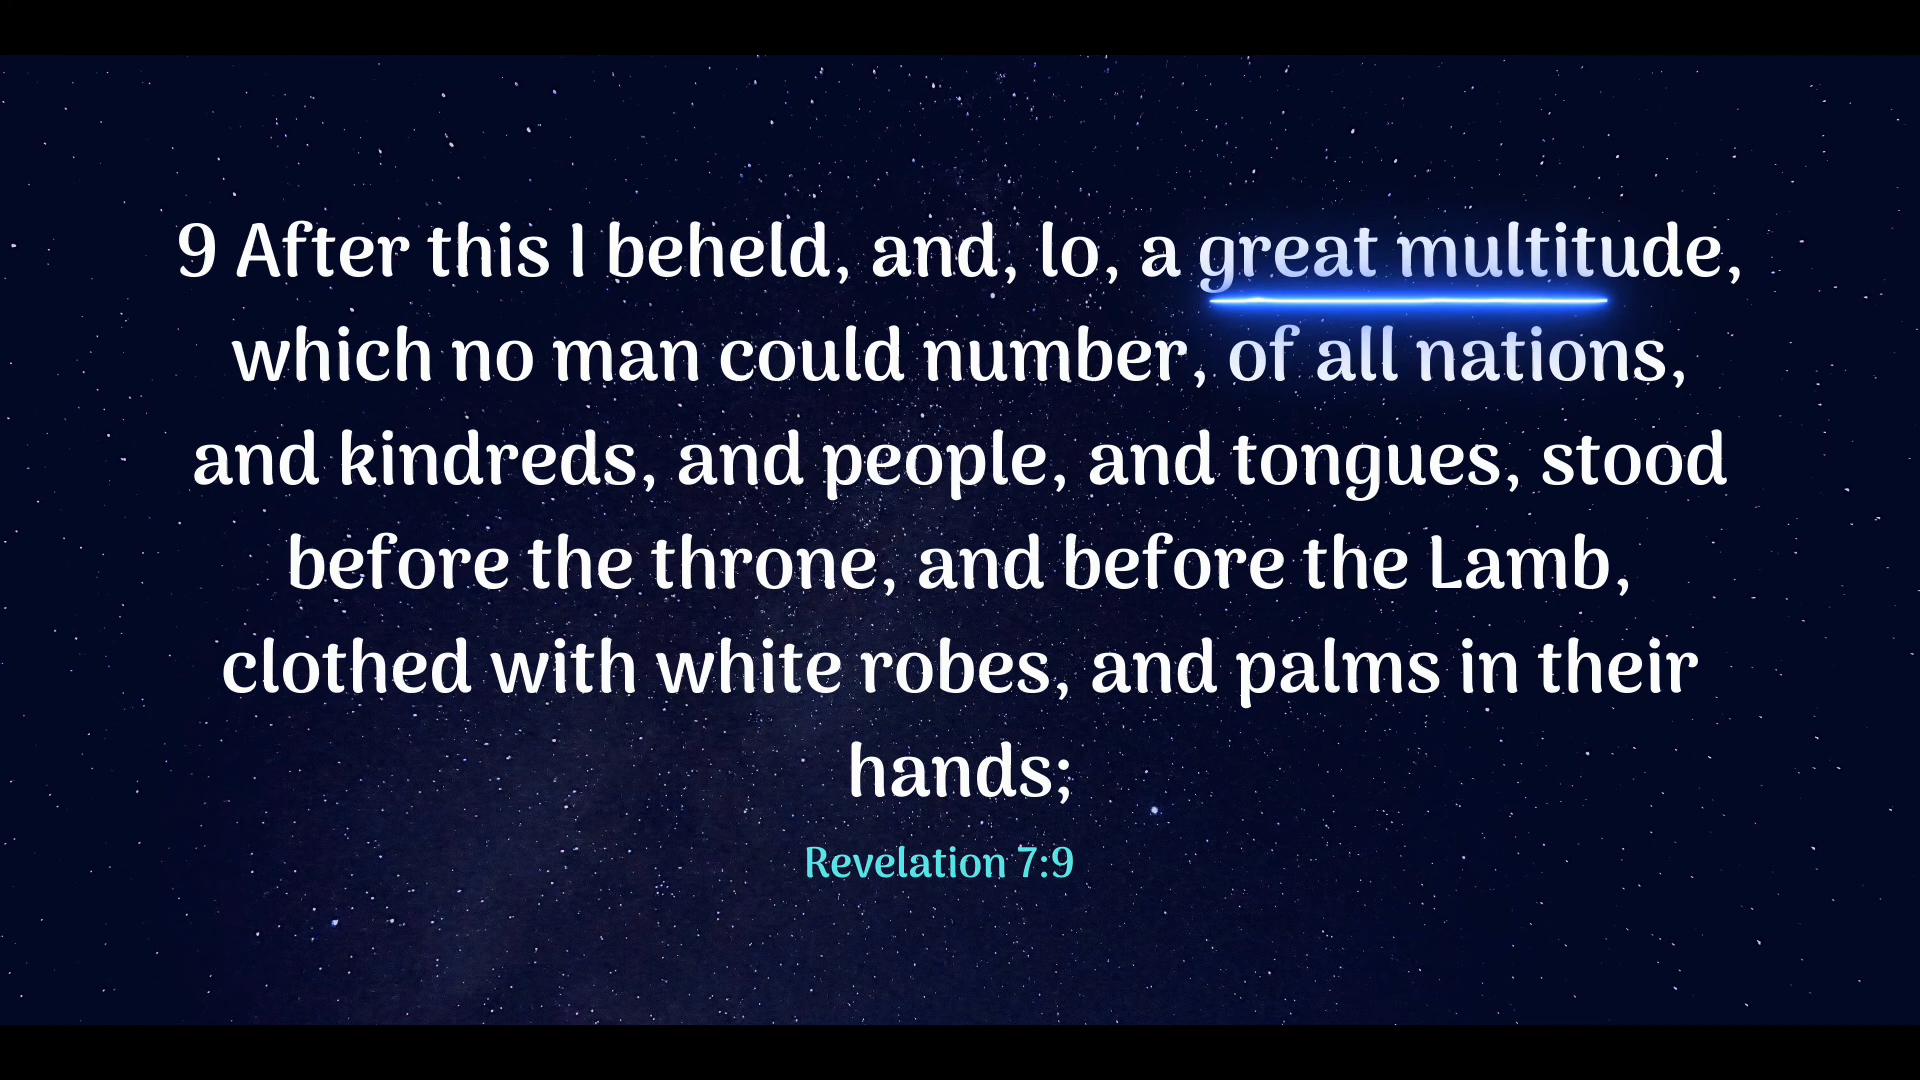 9 After this I beheld, and, lo, a great multitude,
which no man could number, of all nations,
and kindreds, and people, and tongues, stood
before the throne, and before the Lamb,
clothed with white robes, and palms in their
hands;
Revelation 7:9